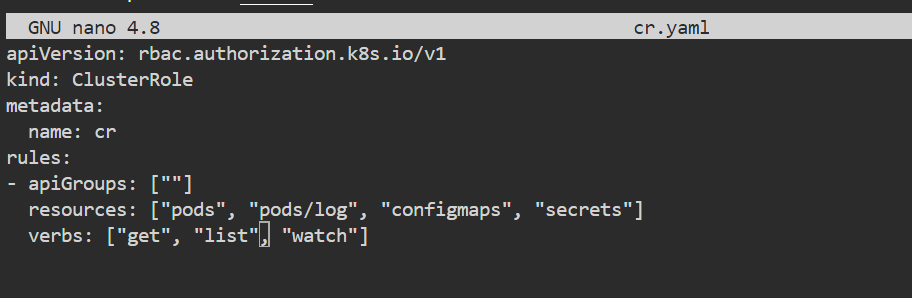 GNU nano 4.8 cr.yaml
apiVersion: rbac.authorization.k8s.io/v1
kind: ClusterRole
metadata:
  name: cr
rules:
- apiGroups: [""]
  resources: ["pods", "pods/log", "configmaps", "secrets"]
  verbs: ["get", "list", "watch"]